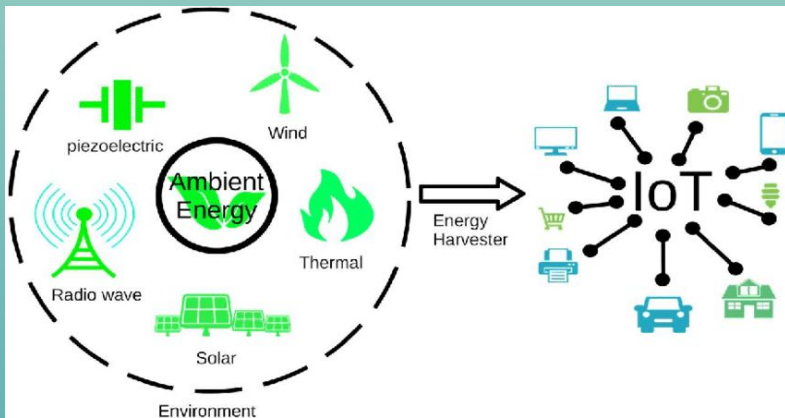 piezoelectric
Wind
Ambient
Energy
Radio wave
Thermal
Solar
Environment
Energy
Harvester
IoT